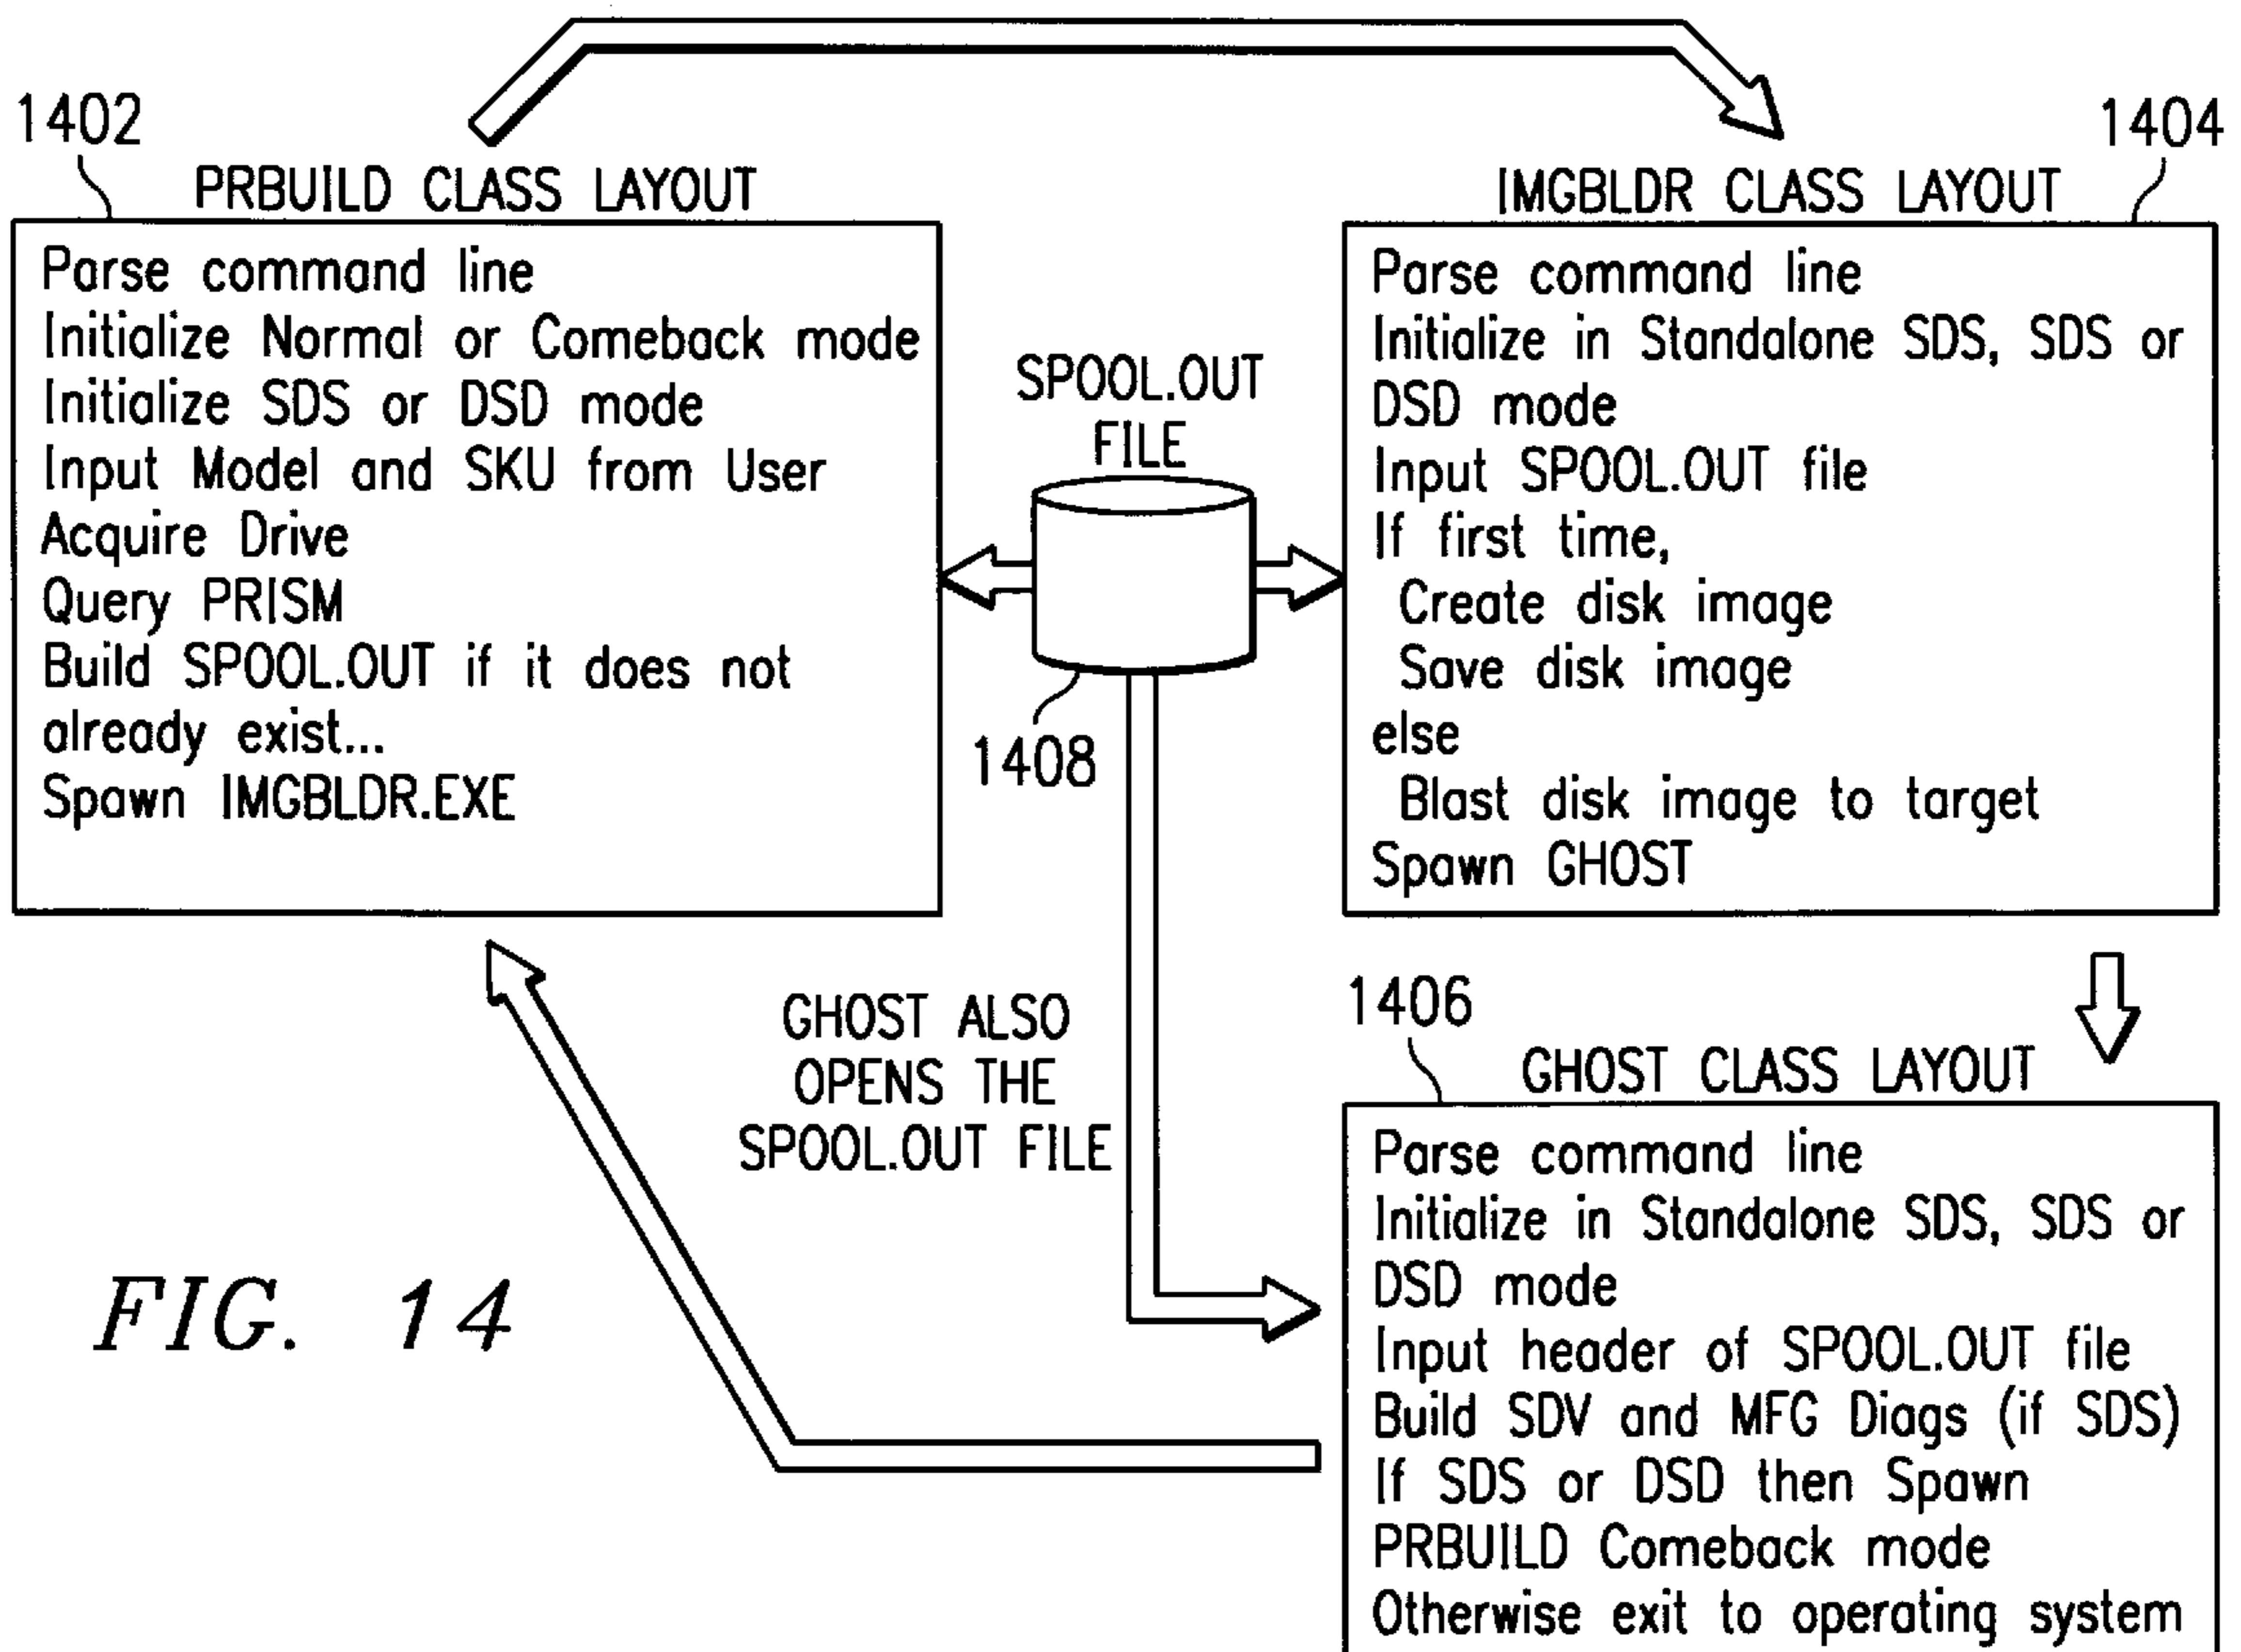 1402
PRBUILD CLASS LAYOUT
Parse command line
Initialize Normal or Comeback mode
Initialize SDS or DSD mode
Input Model and SKU from User
Acquire Drive
Query PRISM
Build SPOOL.OUT if it does not
already exist...
Spawn IMGBLDR.EXE
SPOOL.OUT
FILE
1408
1404
IMGBLDR CLASS LAYOUT
Parse command line
Initialize in Standalone SDS, SDS or
DSD mode
Input SPOOL.OUT file
If first time,
Create disk image
Save disk image
else
Blast disk image to target
Spawn GHOST
GHOST ALSO
OPENS THE
SPOOL.OUT FILE
1406
GHOST CLASS LAYOUT
Parse command line
Initialize in Standalone SDS, SDS or
DSD mode
Input header of SPOOL.OUT file
Build SDV and MFG Diags (if SDS)
If SDS or DSD then Spawn
PRBUILD Comeback mode
Otherwise exit to operating system
FIG. 14